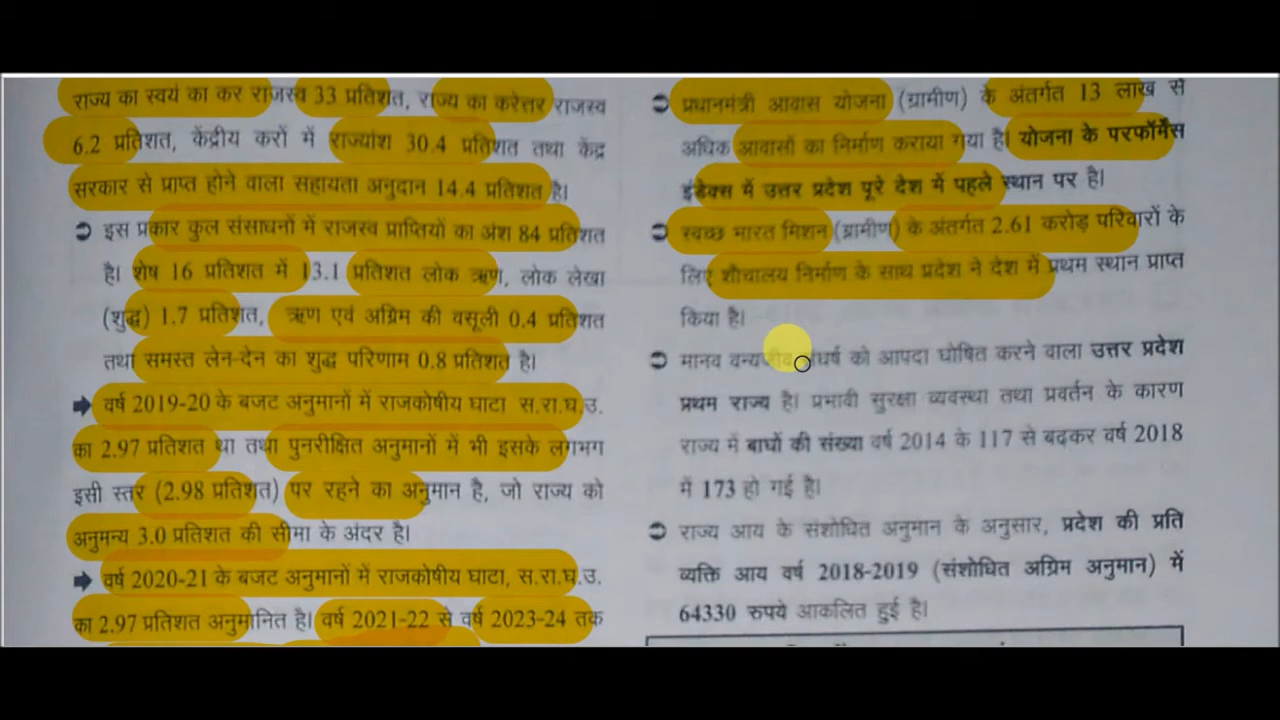 राज्य का स्वयं का कर राजस्व 33 प्रतिशत, राज्य का करेत्तर राजस्व
6.2 प्रतिशत, केंद्रीय करों में राज्यांश 30.4 प्रतिशत तथा केंद्र
सरकार से प्राप्त होने वाला सहायता अनुदान 14.4 प्रतिशत है।
इस प्रकार कुल संसाधनों में राजस्व प्राप्तियों का अंश 84 प्रतिशत
है। शेष 16 प्रतिशत में 13.1 प्रतिशत लोक ऋण, लोक लेखा
(शुद्ध) 1.7 प्रतिशत, ऋण एवं अग्रिम की वसूली 0.4 प्रतिशत
तथा समस्त लेन-देन का शुद्ध परिणाम 0.8 प्रतिशत है।
वर्ष 2019-20 के बजट अनुमानों में राजकोषीय घाटा स.रा.घ.उ.
का 2.97 प्रतिशत था तथा पुनरीक्षित अनुमानों में भी इसके लगभग
इसी स्तर (2.98 प्रतिशत) पर रहने का अनुमान है, जो राज्य को
अनुमन्य 3.0 प्रतिशत की सीमा के अंदर है।
वर्ष 2020-21 के बजट अनुमानों में राजकोषीय घाटा, स.रा.घ.उ.
का 2.97 प्रतिशत अनुमानित है। वर्ष 2021-22 से वर्ष 2023-24 तक
प्रधानमंत्री आवास योजना (ग्रामीण) के अंतर्गत 13 लाख से
अधिक आवासों का निर्माण कराया गया है। योजना के परफॉर्मेंस
इंडेक्स में उत्तर प्रदेश पूरे देश में पहले स्थान पर है।
स्वच्छ भारत मिशन (ग्रामीण) के अंतर्गत 2.61 करोड़ परिवारों के
लिए शौचालय निर्माण के साथ प्रदेश ने देश में प्रथम स्थान प्राप्त
किया है।
मानव वन्यजीव संघर्ष को आपदा घोषित करने वाला उत्तर प्रदेश
प्रथम राज्य है। प्रभावी सुरक्षा व्यवस्था तथा प्रवर्तन के कारण
राज्य में बाघों की संख्या वर्ष 2014 के 117 से बढ़कर वर्ष 2018
में 173 हो गई है।
राज्य आय के संशोधित अनुमान के अनुसार, प्रदेश की प्रति
व्यक्ति आय वर्ष 2018-2019 (संशोधित अग्रिम अनुमान) में
64330 रुपये आकलित हुई है।